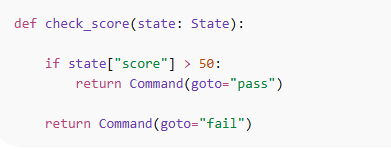 def check_score(state: State):
    if state["score"] > 50:
        return Command(goto="pass")
    return Command(goto="fail")